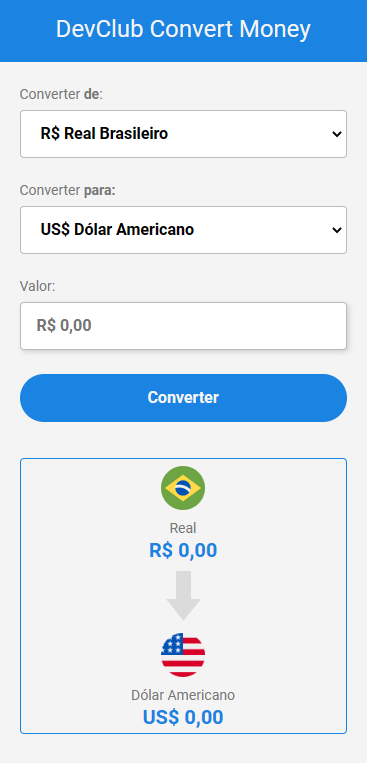 DevClub Convert Money
Converter de:
R$ Real Brasileiro
Converter para:
US$ Dólar Americano
Valor:
R$ 0,00
Converter
Real
R$ 0,00
Dólar Americano
US$ 0,00